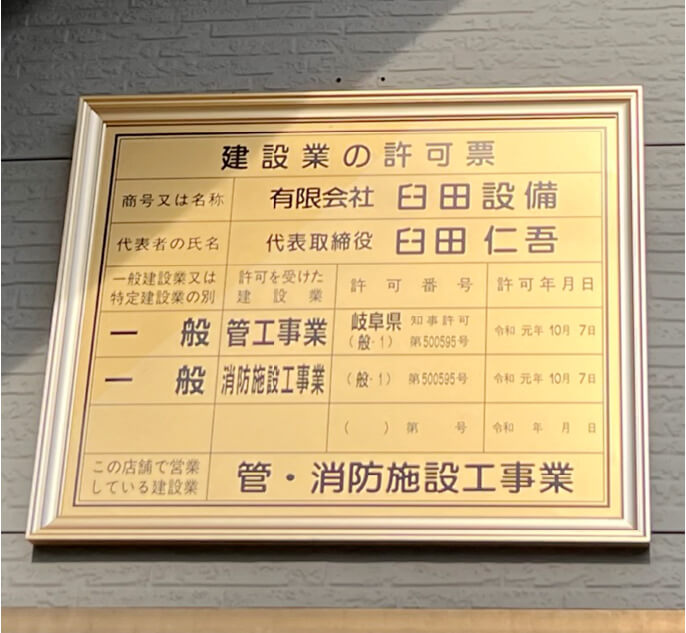 建設業の許可票
商号又は名称 有限会社 臼田設備
代表者の氏名 代表取締役 臼田 仁吾
一般建設業又は特定建設業の別 許可を受けた建設業 許可番号 許可年月日
一般 管工事業 岐阜県知事許可(般-1)第500595号 令和元年10月7日
一般 消防施設工事業 (般-1)第500595号 令和元年10月7日
( )第 号 令和 年 月 日
この店舗で営業している建設業 管・消防施設工事業